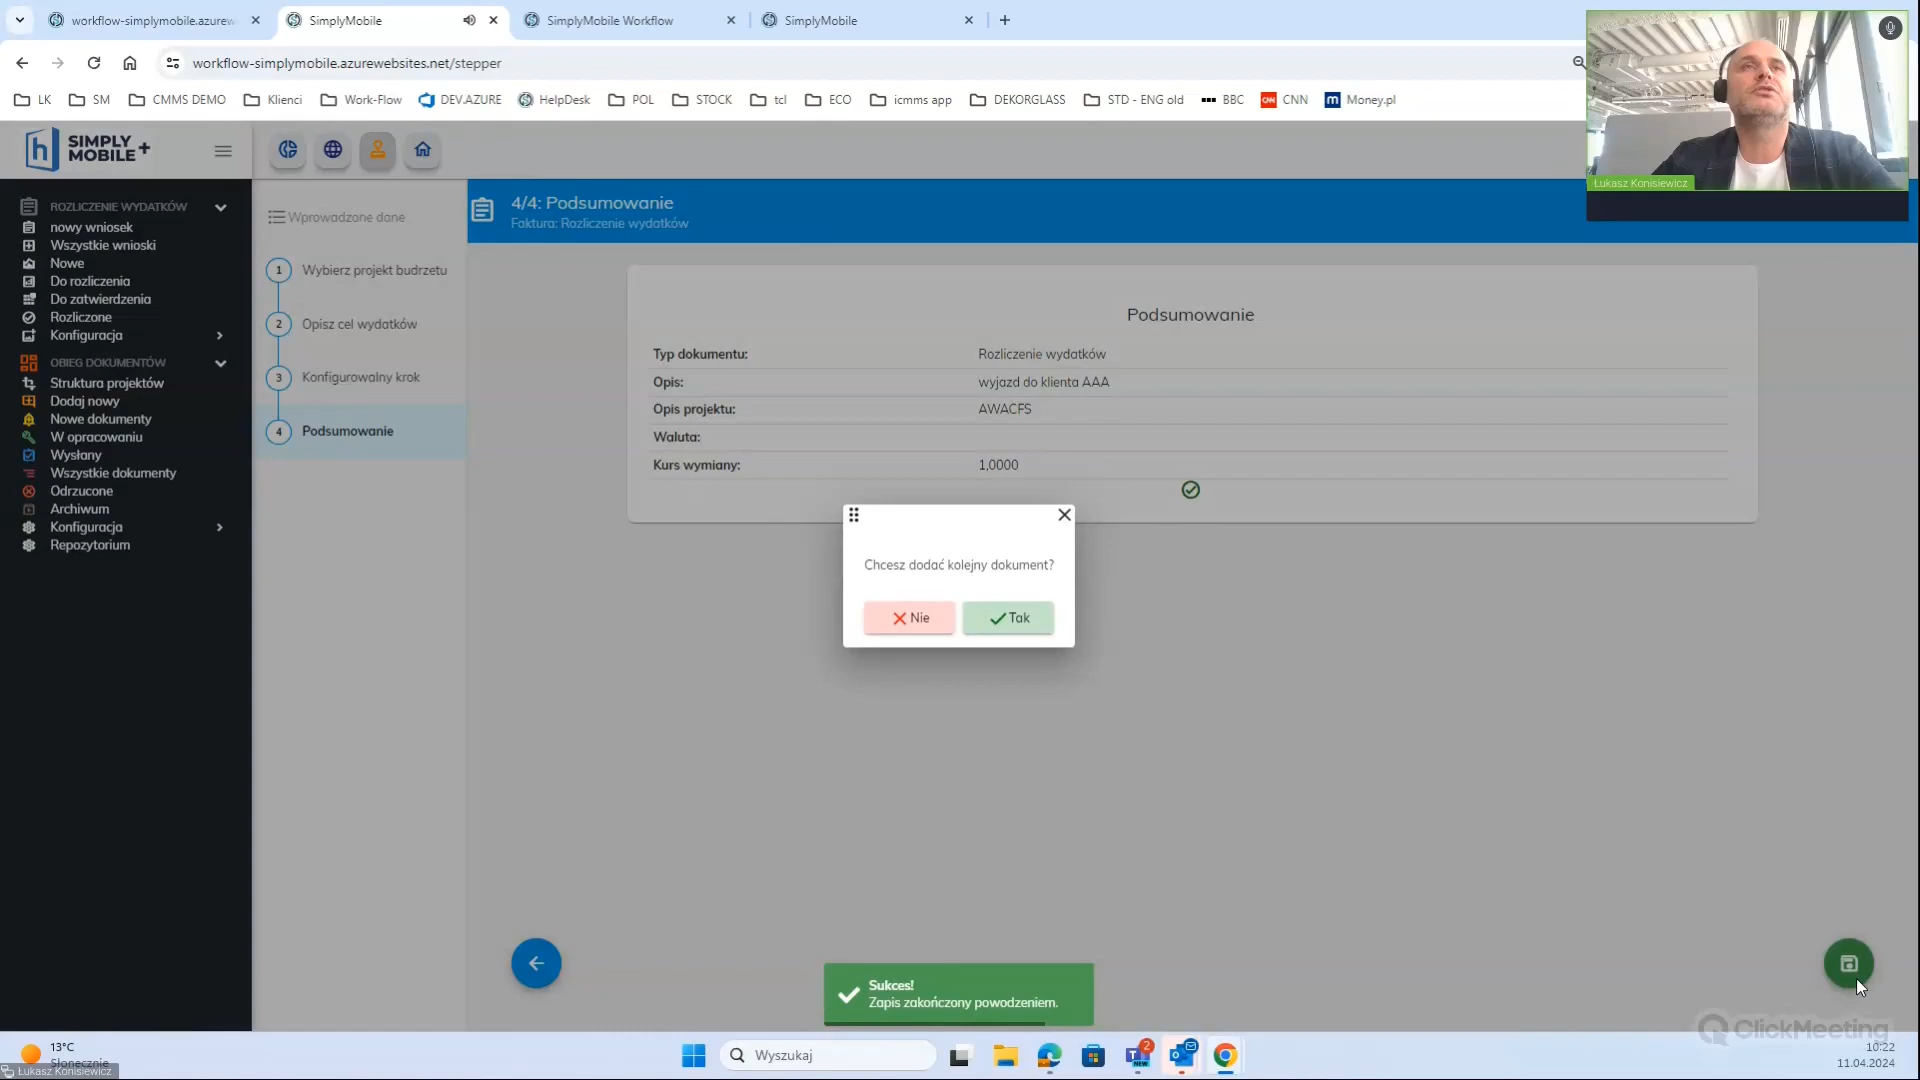 workflow-simplymobile.azurew
SimplyMobile
SimplyMobile Workflow
SimplyMobile
workflow-simplymobile.azurewebsites.net/stepper
LK
SM
CMMS DEMO
Klienci
Work-Flow
DEV.AZURE
HelpDesk
POL
STOCK
tcl
ECO
icmms app
DEKORGLASS
STD - ENG old
BBC
CNN
Money.pl
Łukasz Konisiewicz
SIMPLY
MOBILE +
ROZLICZENIE WYDATKÓW
nowy wniosek
Wszystkie wnioski
Nowe
Do rozliczenia
Do zatwierdzenia
Rozliczone
Konfiguracja
OBIEG DOKUMENTÓW
Struktura projektów
Dodaj nowy
Nowe dokumenty
W opracowaniu
Wysłany
Wszystkie dokumenty
Odrzucone
Archiwum
Konfiguracja
Repozytorium
Wprowadzone dane
1 Wybierz projekt budrzetu
2 Opisz cel wydatków
3 Konfigurowalny krok
4 Podsumowanie
4/4: Podsumowanie
Faktura: Rozliczenie wydatków
Podsumowanie
Typ dokumentu: Rozliczenie wydatków
Opis: wyjazd do klienta AAA
Opis projektu: AWACFS
Waluta:
Kurs wymiany: 1,0000
Chcesz dodać kolejny dokument?
Nie
Tak
Sukces!
Zapis zakończony powodzeniem.
ClickMeeting
13°C
Słonecznie
Łukasz Konisiewicz
Wyszukaj
2
NEW
10:22
11.04.2024